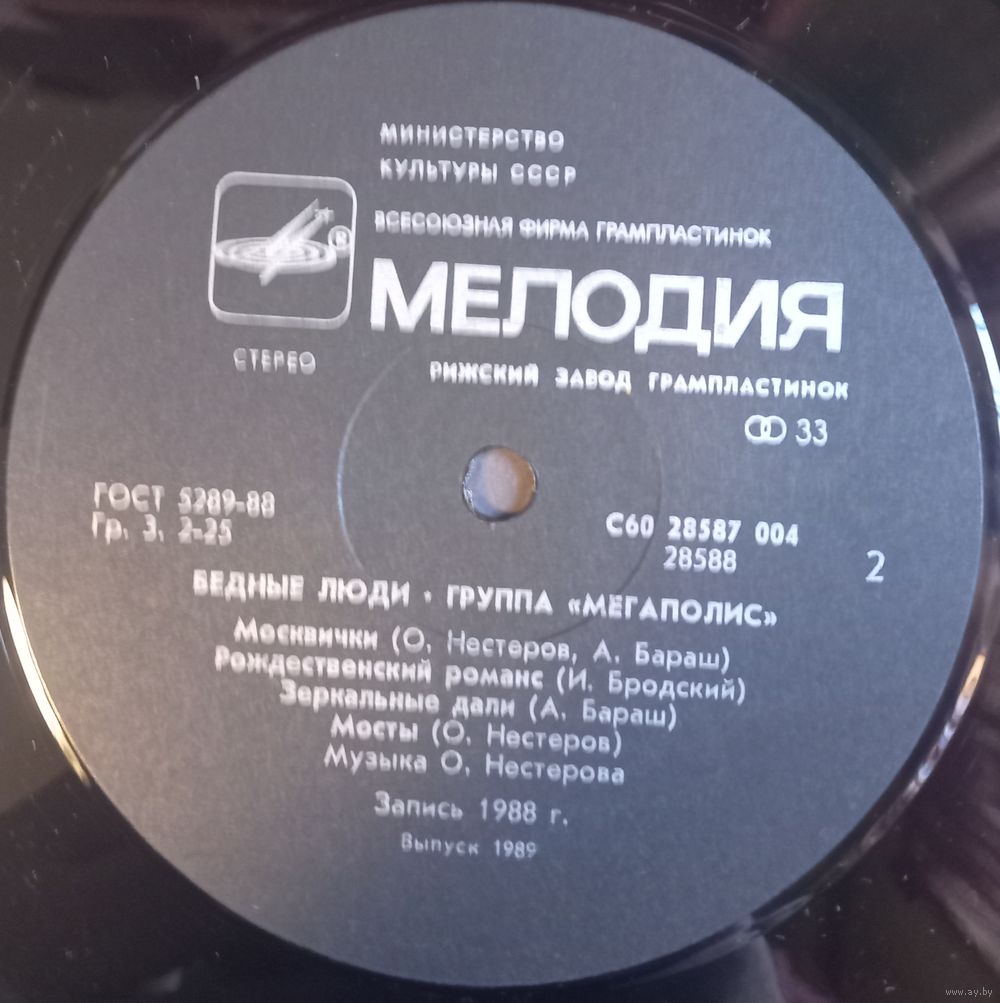 МИНИСТЕРСТВО
КУЛЬТУРЫ СССР
ВСЕСОЮЗНАЯ ФИРМА ГРАМПЛАСТИНОК
МЕЛОДИЯ
®
СТЕРЕО
РИЖСКИЙ ЗАВОД ГРАМПЛАСТИНОК
33
ГОСТ 5289-88
Гр. 3. 2-25
С60 28587 004
28588
2
БЕДНЫЕ ЛЮДИ • ГРУППА «МЕГАПОЛИС»
Москвички (О. Нестеров, А. Бараш)
Рождественский романс (И. Бродский)
Зеркальные дали (А. Бараш)
Мосты (О. Нестеров)
Музыка О. Нестерова
Запись 1988 г.
Выпуск 1989
www.ay.by